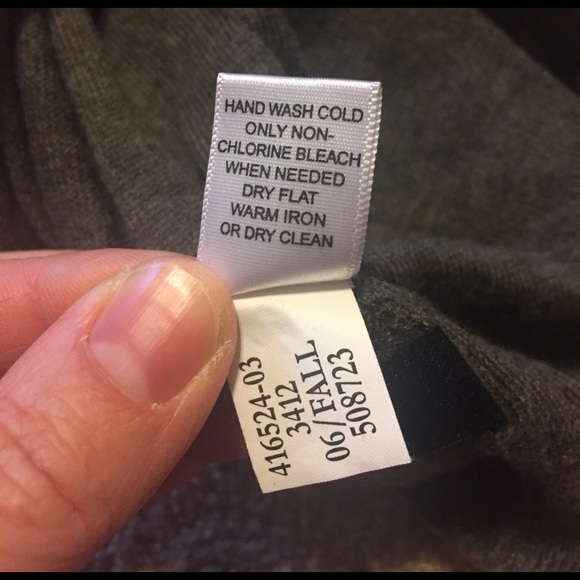 HAND WASH COLD
ONLY NON-
CHLORINE BLEACH
WHEN NEEDED
DRY FLAT
WARM IRON
OR DRY CLEAN
416524-03
3412
06/FALL
508723